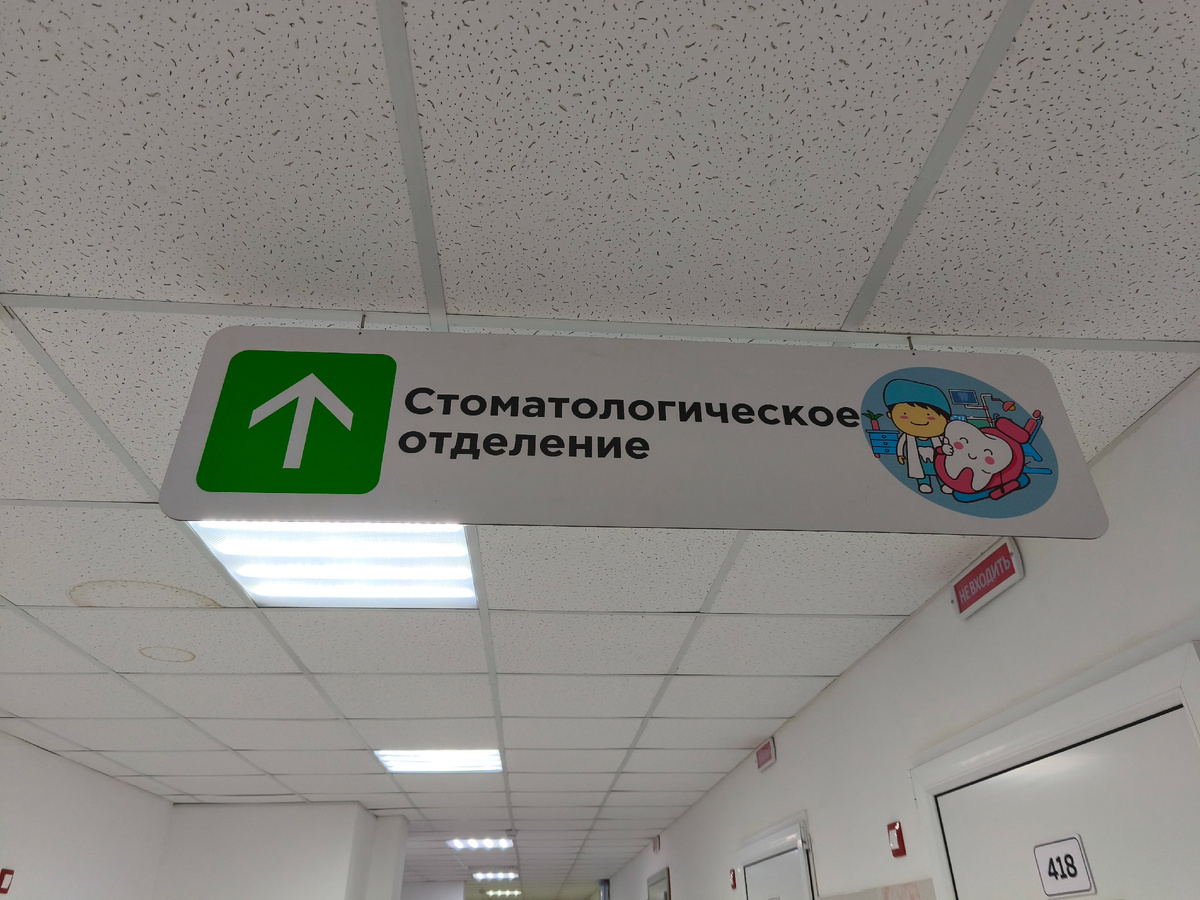 Стоматологическое
отделение
НЕ ВХОДИТЬ
418